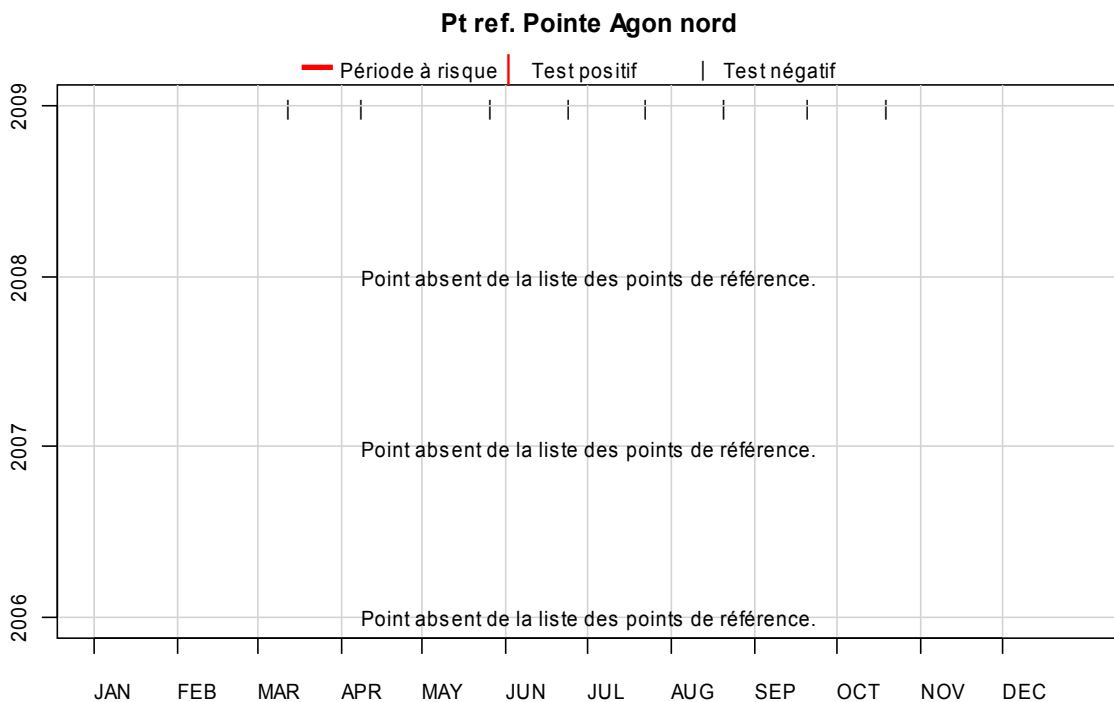 Pt ref. Pointe Agon nord
Période à risque Test positif Test négatif
2009
2008 Point absent de la liste des points de référence.
2007 Point absent de la liste des points de référence.
2006 Point absent de la liste des points de référence.
JAN FEB MAR APR MAY JUN JUL AUG SEP OCT NOV DEC